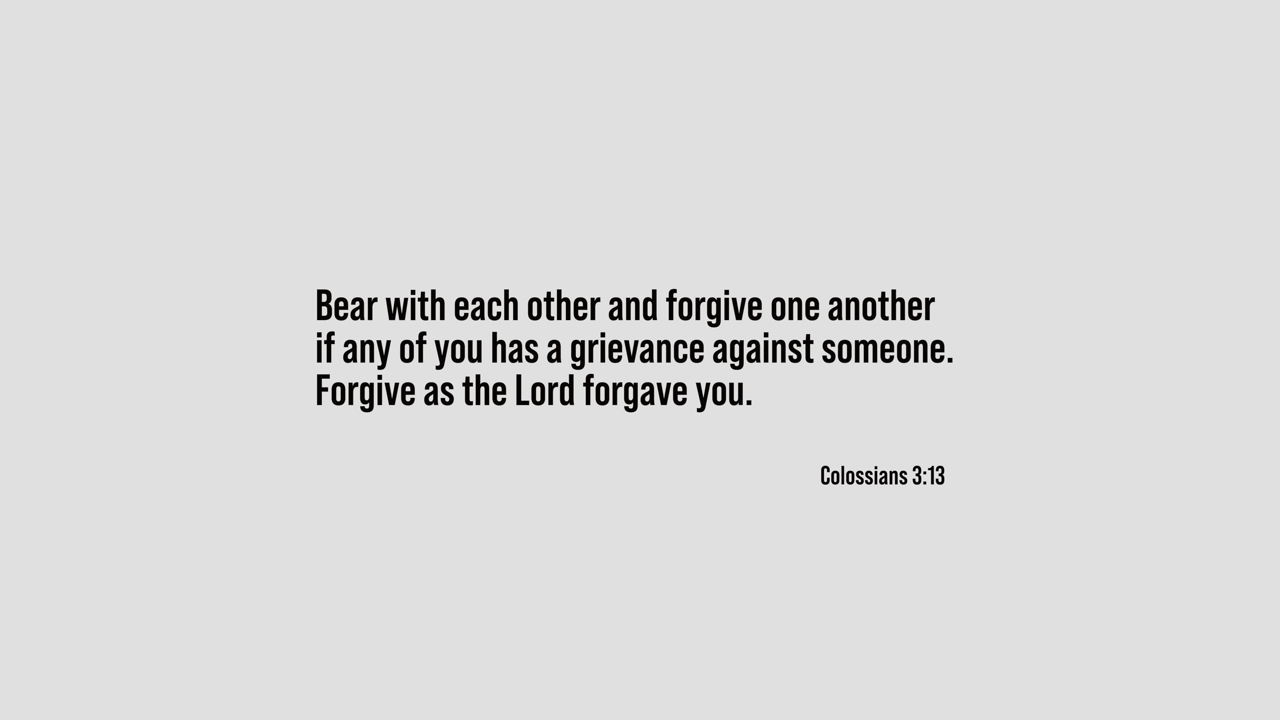 Bear with each other and forgive one another
if any of you has a grievance against someone.
Forgive as the Lord forgave you.
Colossians 3:13